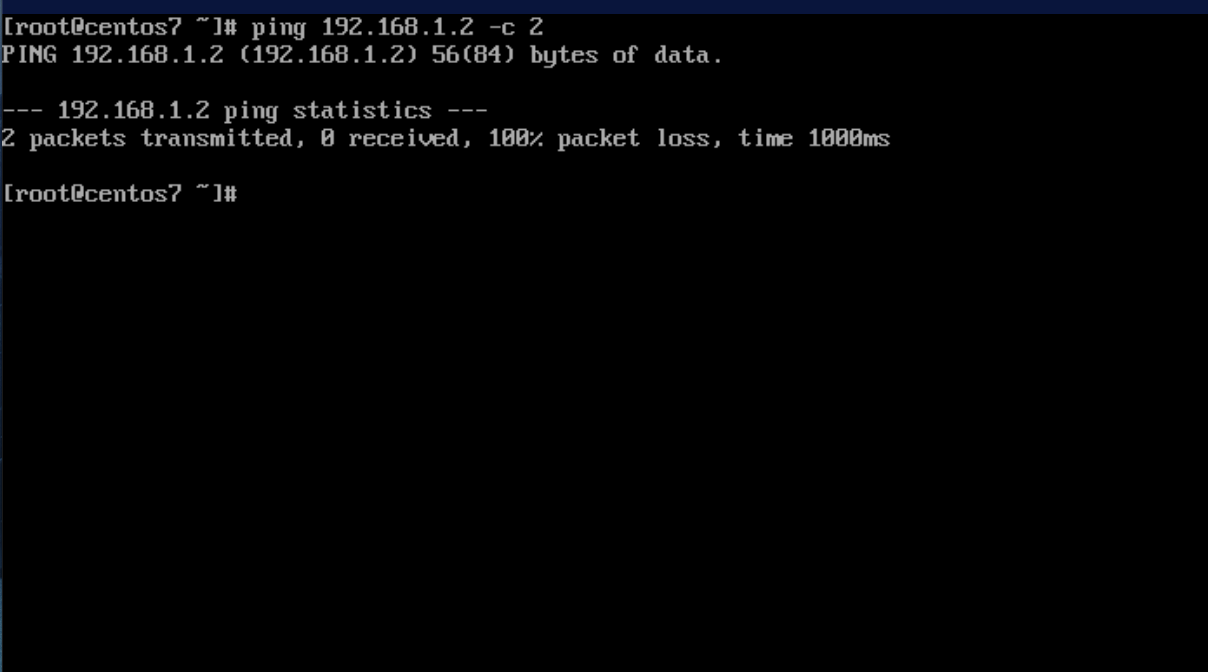 [root@centos7 ~]# ping 192.168.1.2 -c 2
PING 192.168.1.2 (192.168.1.2) 56(84) bytes of data.
--- 192.168.1.2 ping statistics ---
2 packets transmitted, 0 received, 100% packet loss, time 1000ms
[root@centos7 ~]#